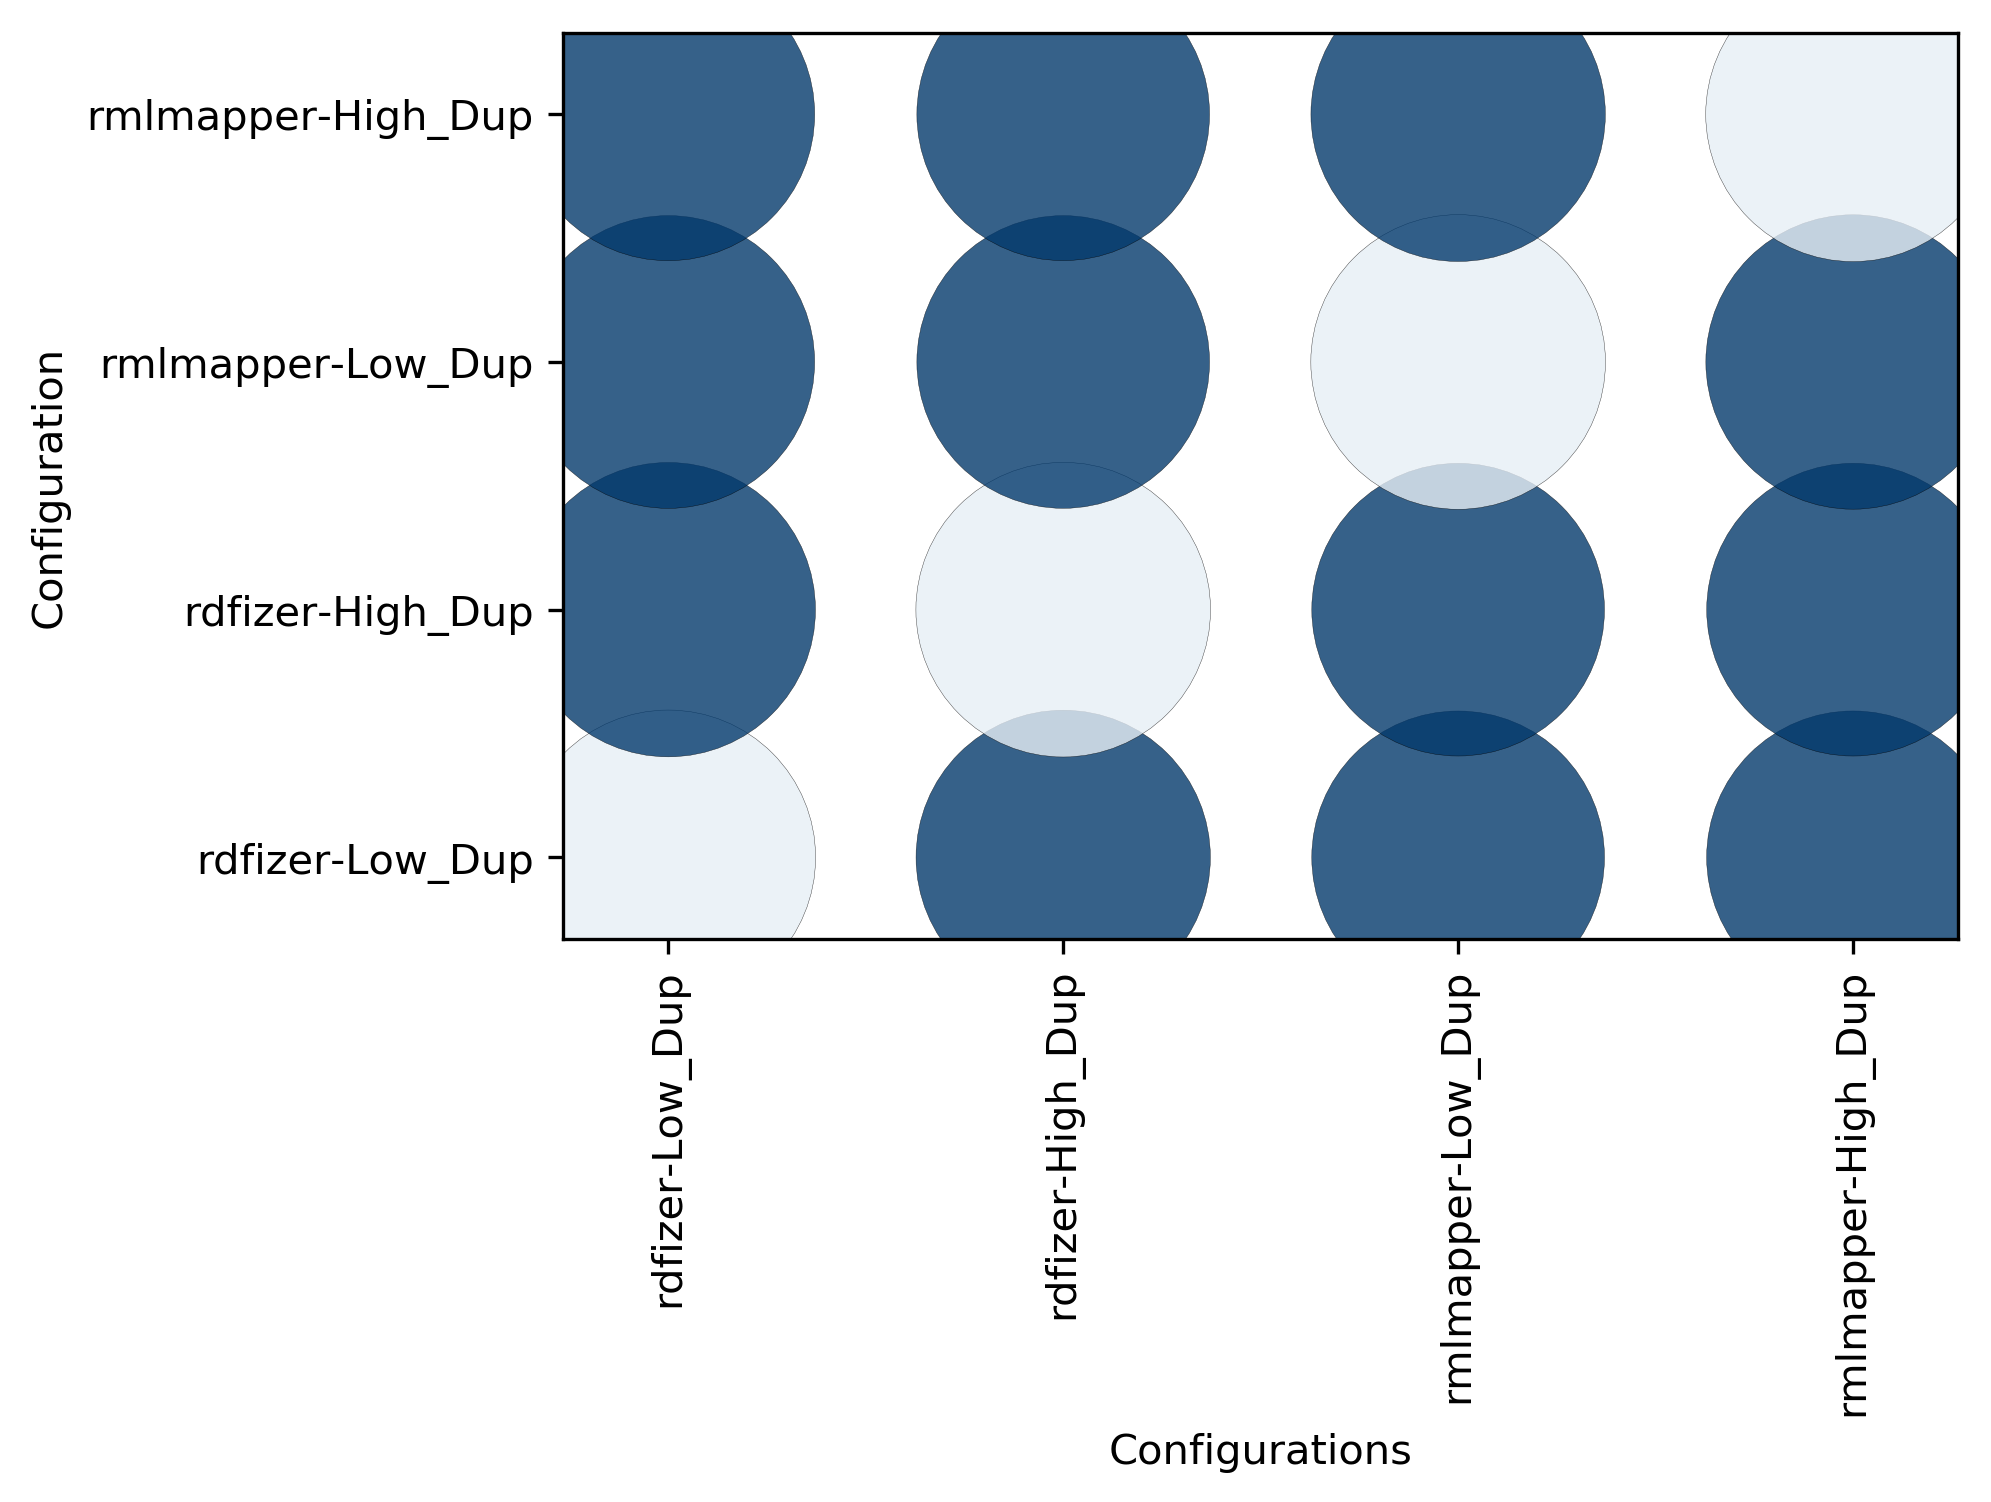 rmlmapper-High_Dup
rmlmapper-Low_Dup
rdfizer-High_Dup
rdfizer-Low_Dup
Configuration
rdfizer-Low_Dup
rdfizer-High_Dup
rmlmapper-Low_Dup
rmlmapper-High_Dup
Configurations